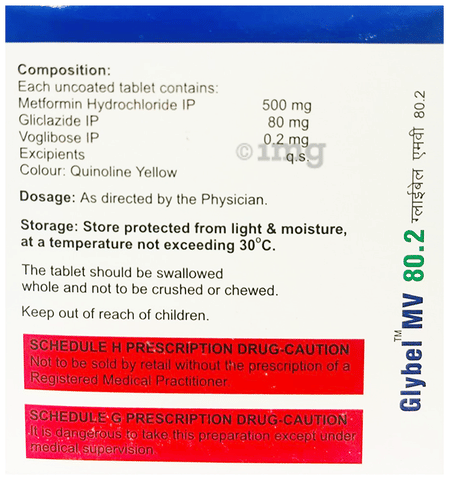 Composition:
Each uncoated tablet contains:
Metformin Hydrochloride IP 500 mg
Gliclazide IP 80 mg
Voglibose IP 0.2 mg
Excipients q.s.
Colour: Quinoline Yellow
Dosage: As directed by the Physician.
Storage: Store protected from light & moisture,
at a temperature not exceeding 30°C.
The tablet should be swallowed
whole and not to be crushed or chewed.
Keep out of reach of children.
SCHEDULE H PRESCRIPTION DRUG-CAUTION
Not to be sold by retail without the prescription of a
Registered Medical Practitioner.
SCHEDULE G PRESCRIPTION DRUG-CAUTION
It is dangerous to take this preparation except under
medical supervision
Glybel™ MV 80.2 ग्लाईबेल एमवी 80.2
©img